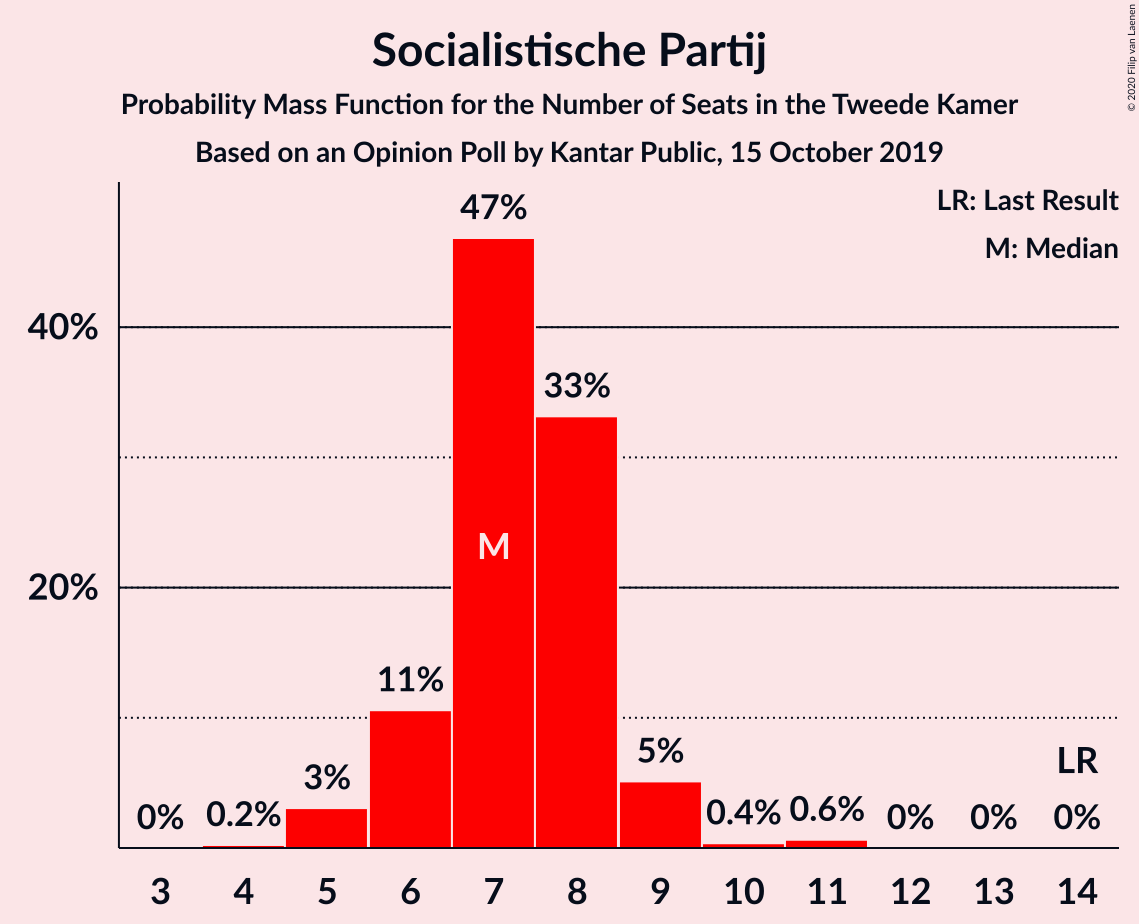 Socialistische Partij
Probability Mass Function for the Number of Seats in the Tweede Kamer
Based on an Opinion Poll by Kantar Public, 15 October 2019
© 2020 Filip van Laenen
LR: Last Result
M: Median
47%
40%
33%
M
20%
11%
3%
5%
LR
0% 0.2% 0.4% 0.6% 0% 0% 0%
3 4 5 6 7 8 9 10 11 12 13 14